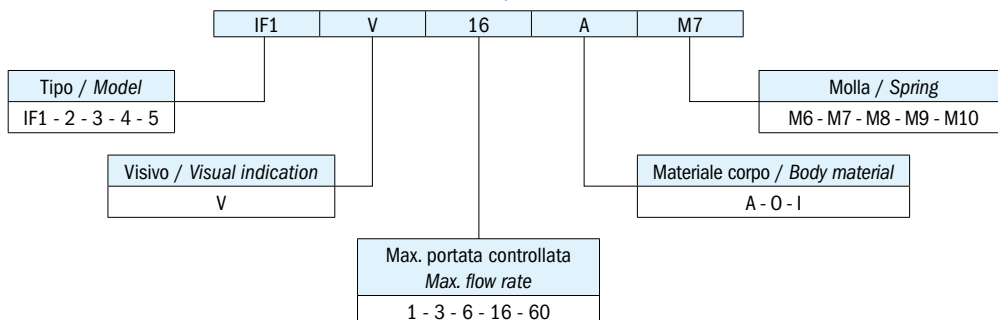 IF1 V 16 A M7
Tipo / Model
IF1 - 2 - 3 - 4 - 5
Molla / Spring
M6 - M7 - M8 - M9 - M10
Visivo / Visual indication
V
Materiale corpo / Body material
A - O - I
Max. portata controllata
Max. flow rate
1 - 3 - 6 - 16 - 60